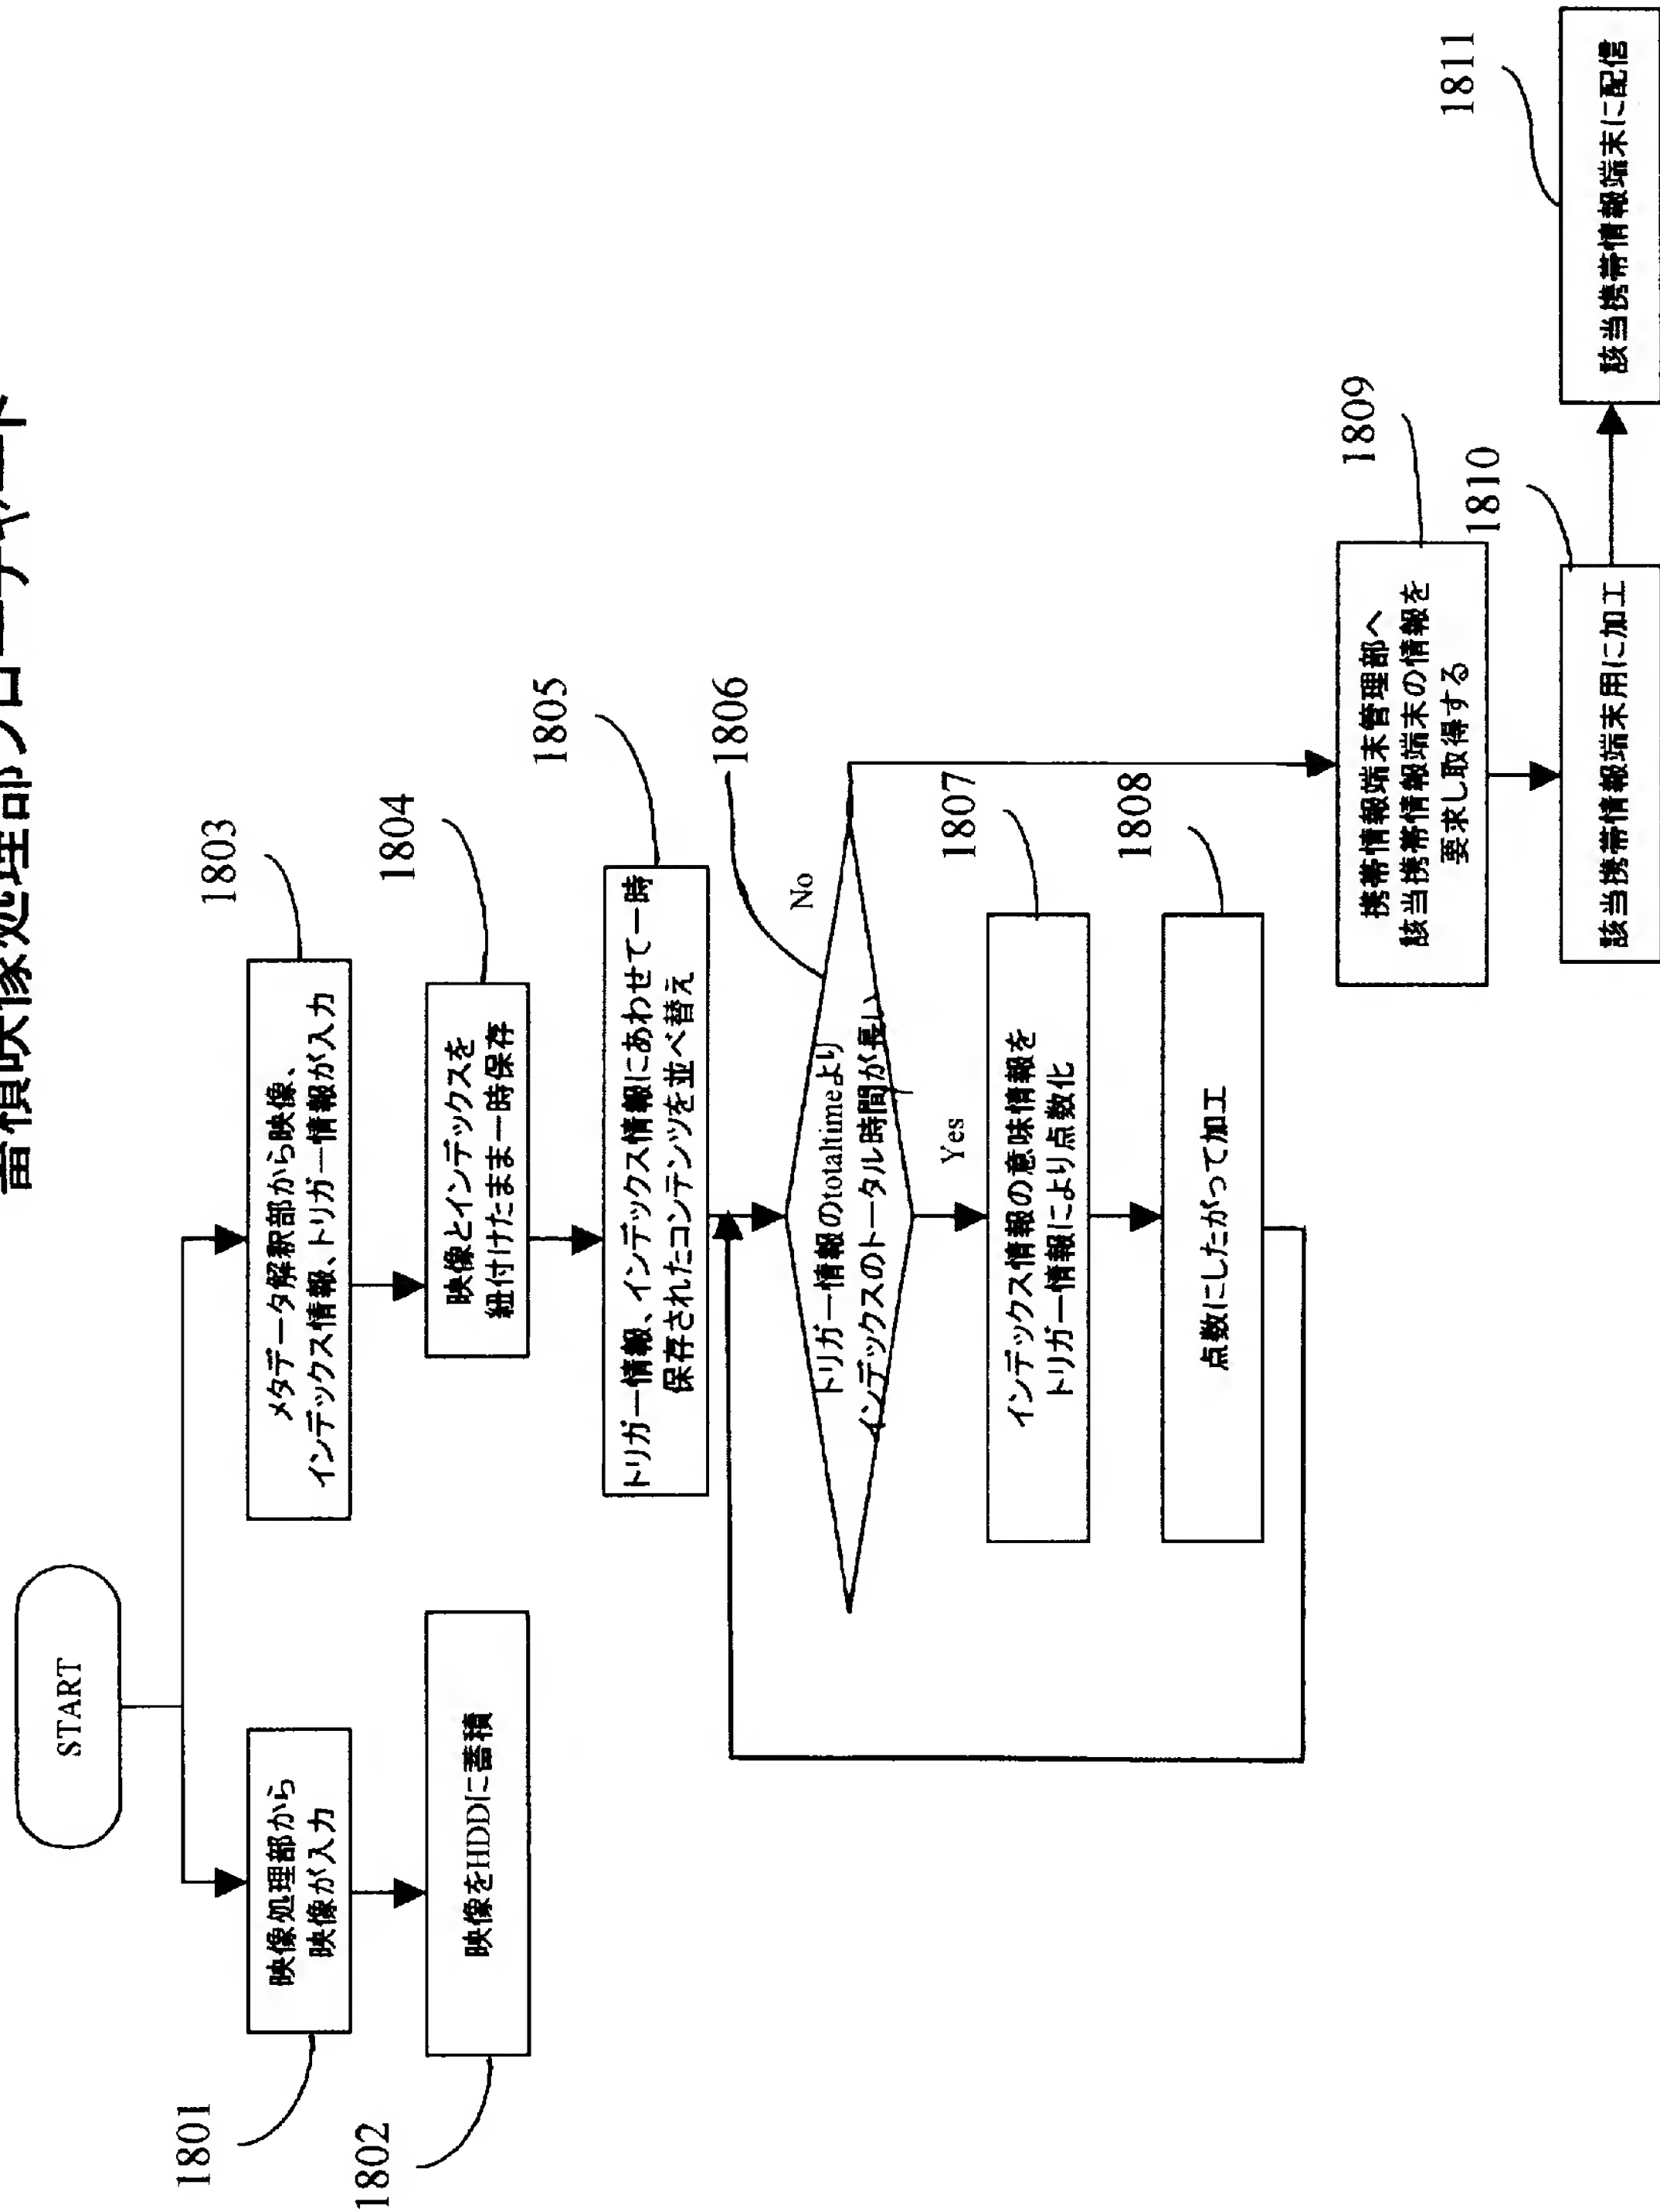 蓄積映像処理部フローチャート
START
1801
映像処理部から
映像が入力
1802
映像をHDDに蓄積
1803
メタデータ解釈部から映像、
インデックス情報、トリガー情報が入力
1804
映像とインデックスを
紐付けたまま一時保存
1805
トリガー情報、インデックス情報にあわせて一時
保存されたコンテンツを並べ替え
1806
トリガー情報のtotaltimeより
インデックスのトータル時間が長い
No
Yes
1807
インデックス情報の意味情報を
トリガー情報により点数化
1808
点数にしたがって加工
1809
携帯情報端末管理部へ
該当携帯情報端末の情報を
要求し取得する
1810
該当携帯情報端末用に加工
1811
該当携帯情報端末に配信